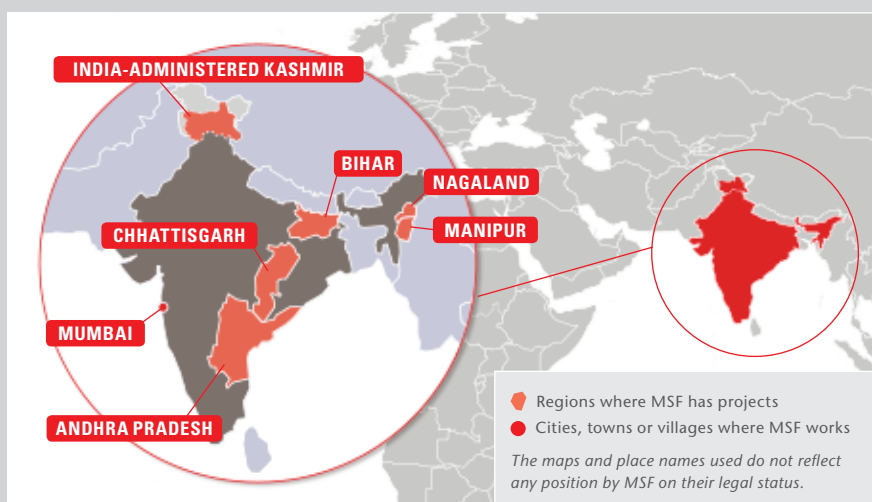 INDIA-ADMINISTERED KASHMIR
BIHAR
NAGALAND
CHHATTISGARH
MANIPUR
MUMBAI
ANDHRA PRADESH
Regions where MSF has projects
Cities, towns or villages where MSF works
The maps and place names used do not reflect
any position by MSF on their legal status.